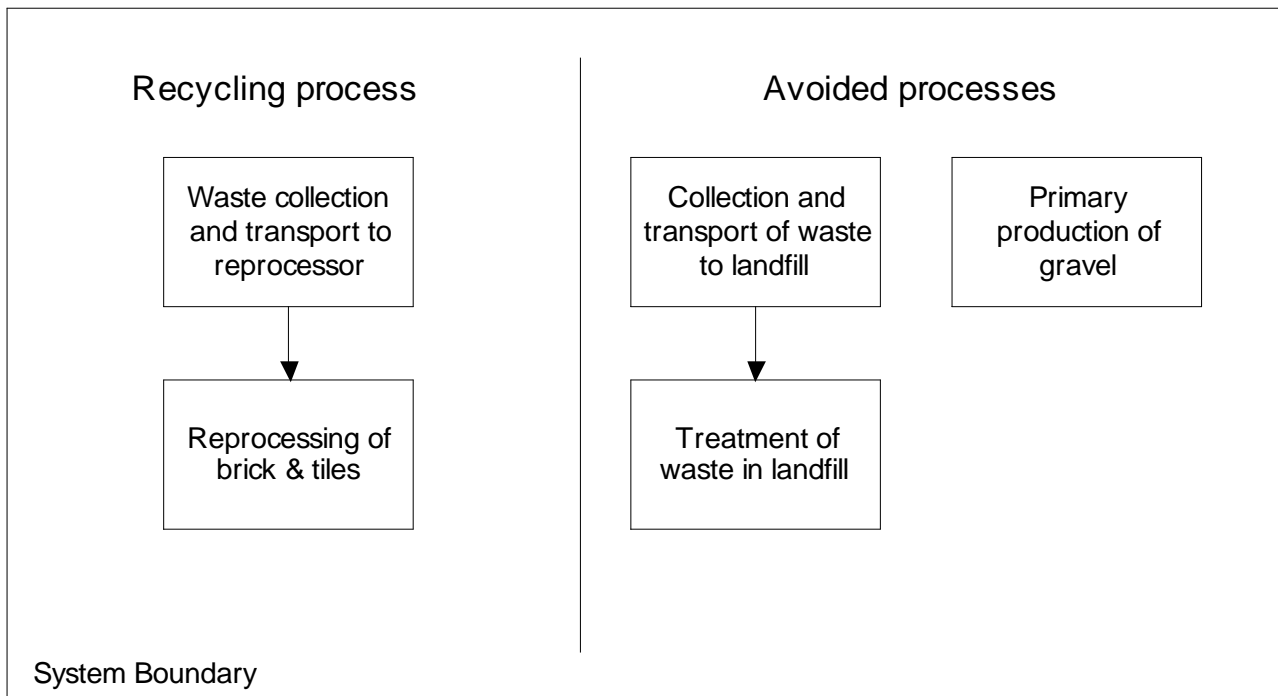 Recycling process
Avoided processes
Waste collection
and transport to
reprocessor
Collection and
transport of waste
to landfill
Primary
production of
gravel
Reprocessing of
brick & tiles
Treatment of
waste in landfill
System Boundary